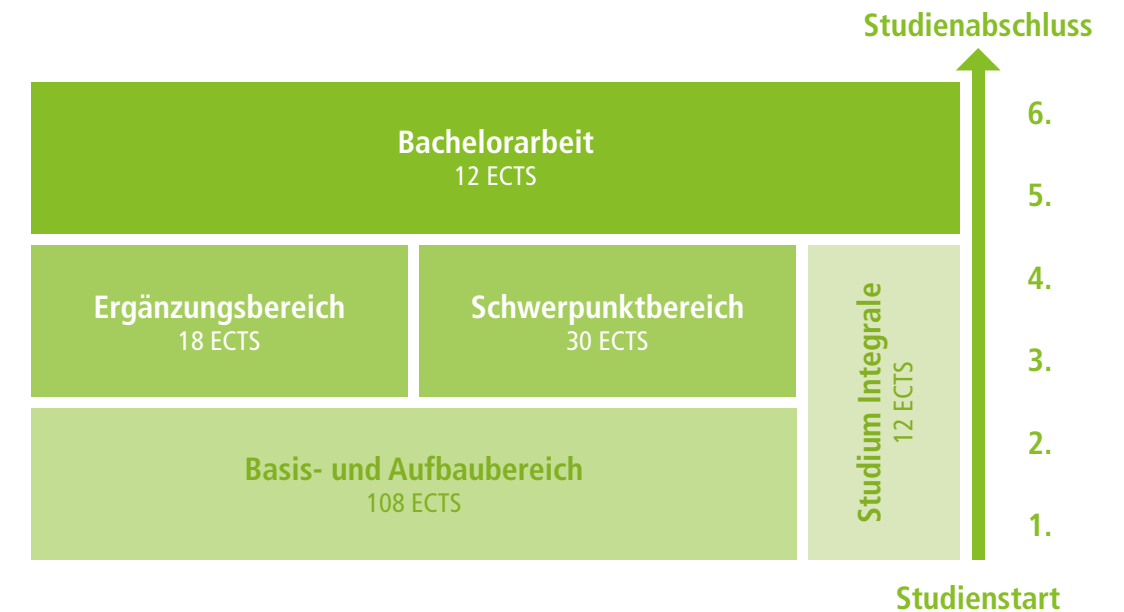 Studienabschluss
6.
Bachelorarbeit
12 ECTS
5.
4.
Ergänzungsbereich
18 ECTS
Schwerpunktbereich
30 ECTS
Studium Integrale
12 ECTS
3.
2.
Basis- und Aufbaubereich
108 ECTS
1.
Studienstart